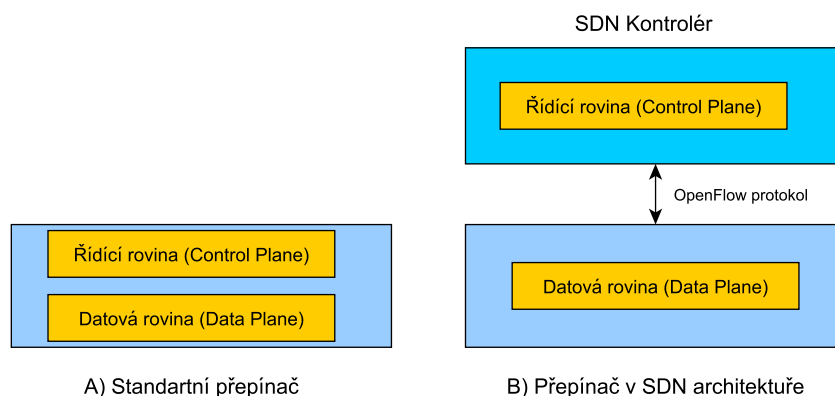 SDN Kontrolér
Řídící rovina (Control Plane)
OpenFlow protokol
Řídící rovina (Control Plane)
Datová rovina (Data Plane)
Datová rovina (Data Plane)
A) Standartní přepínač
B) Přepínač v SDN architektuře